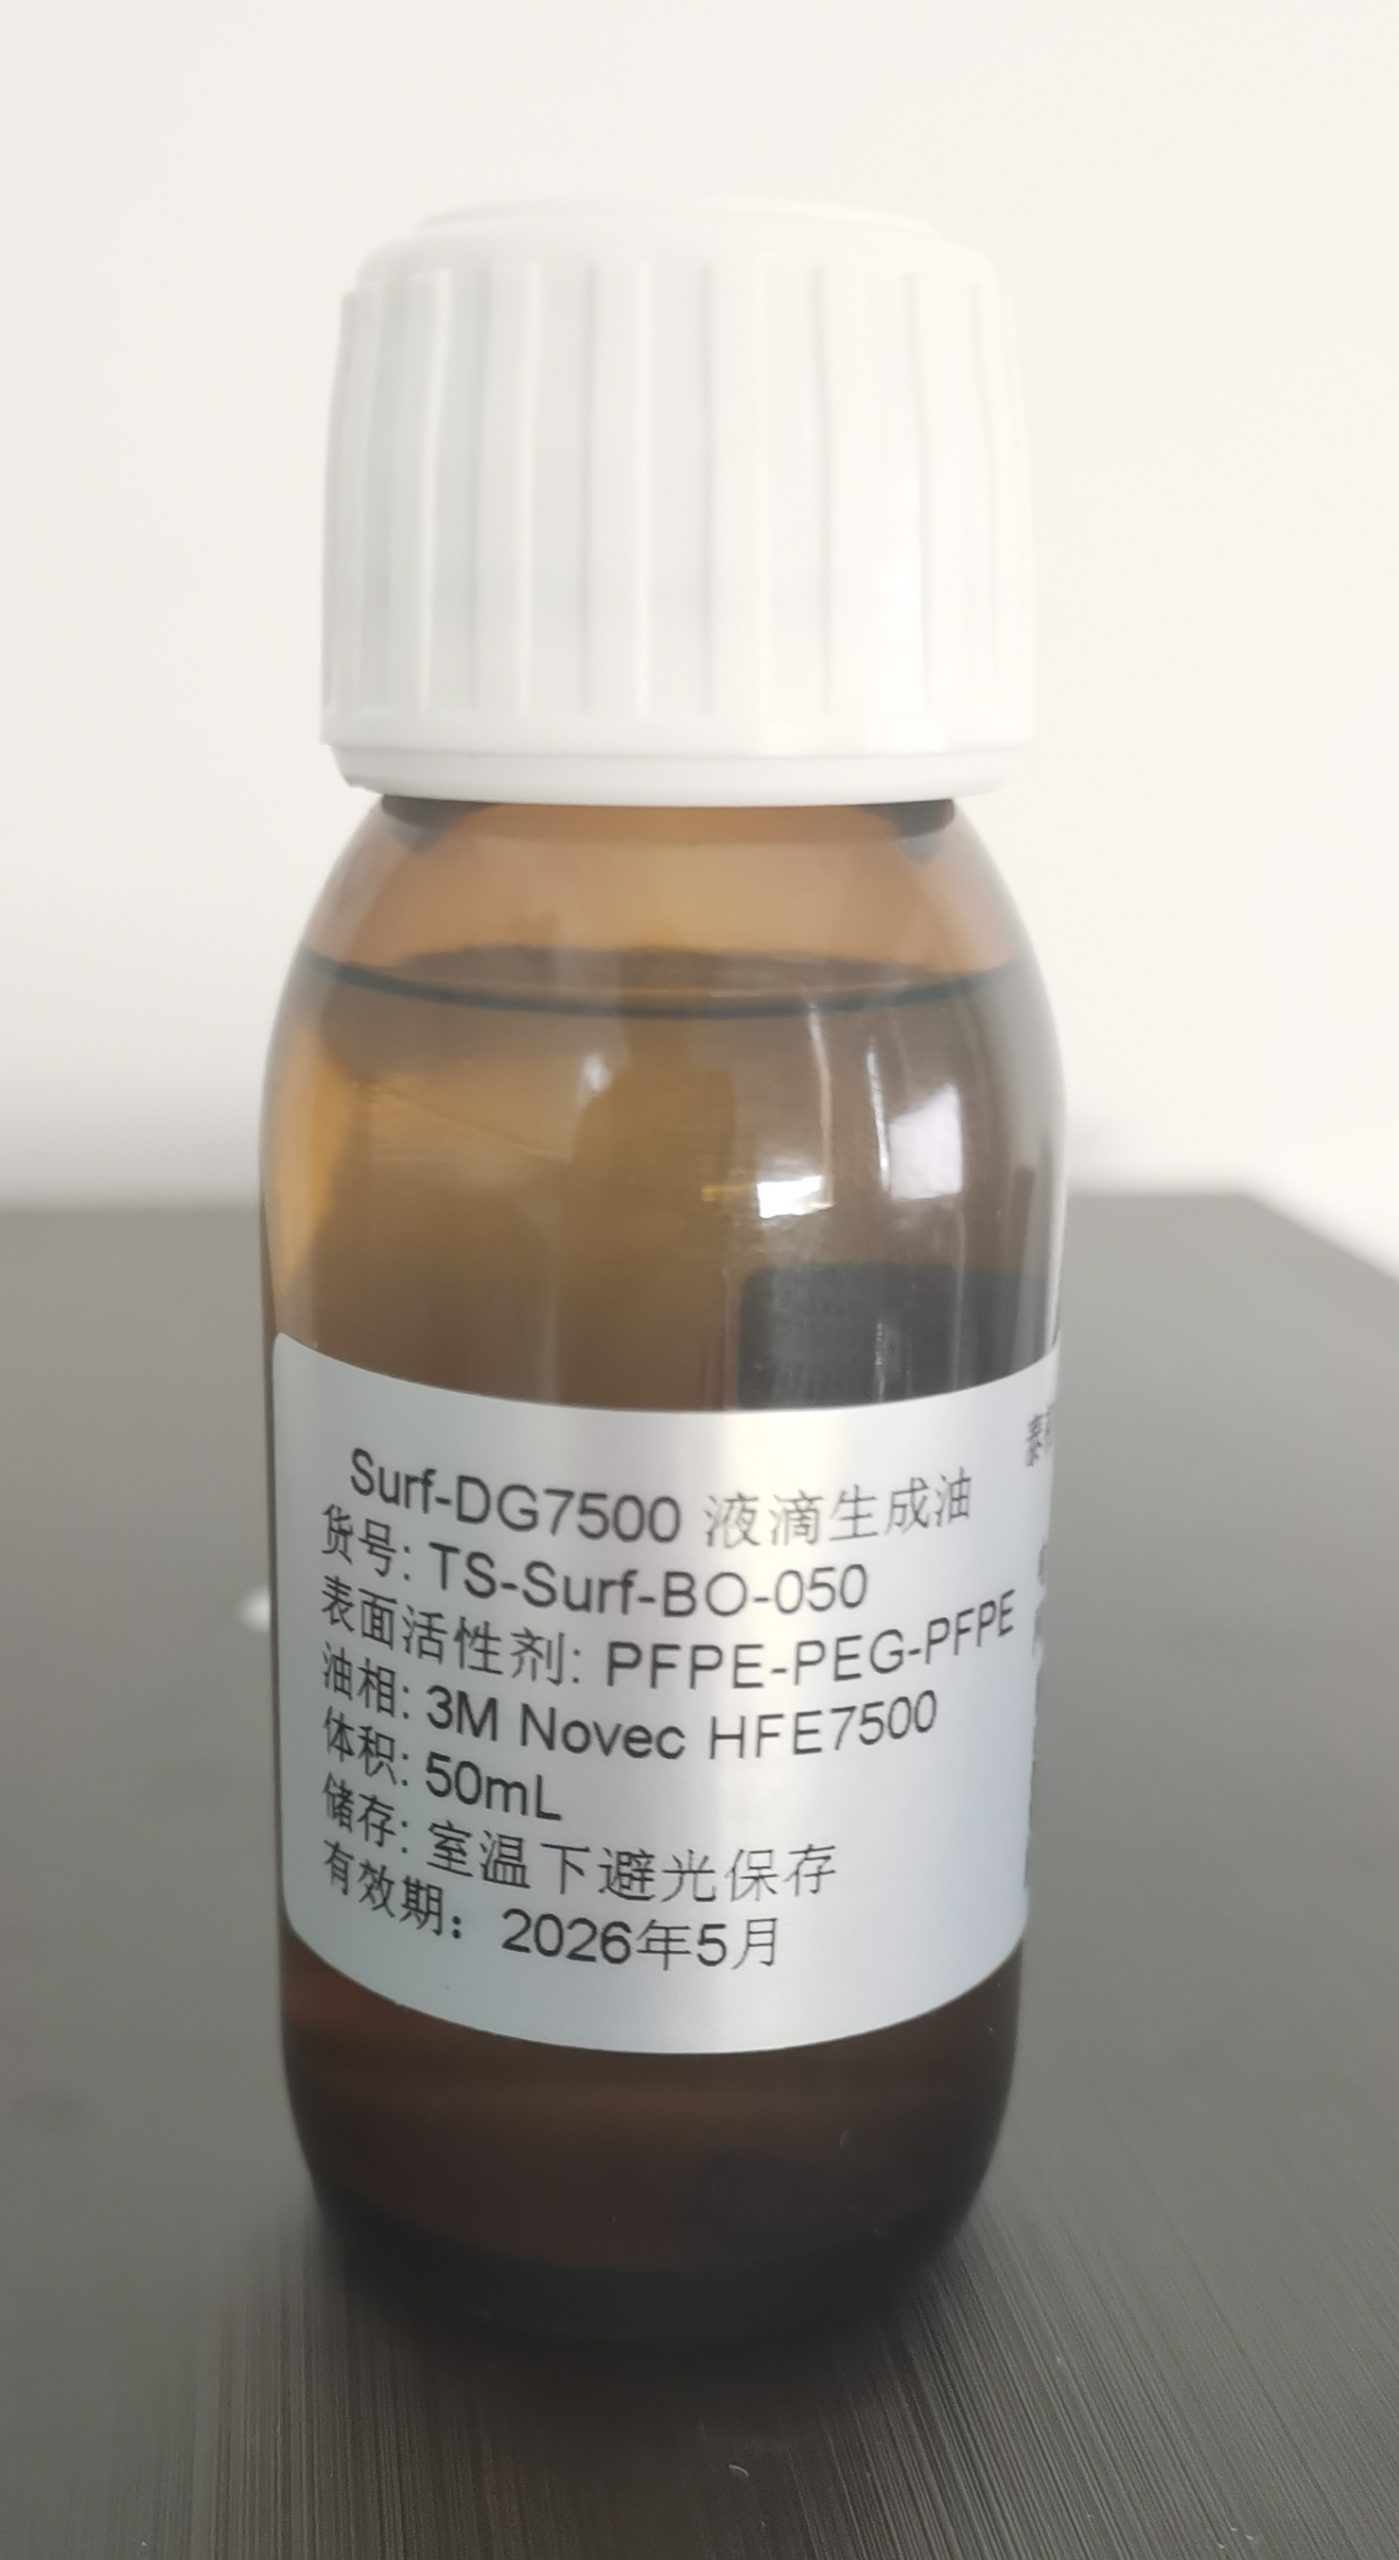 Surf-DG7500 液滴生成油
货号: TS-Surf-BO-050
表面活性剂: PFPE-PEG-PFPE
油相: 3M Novec HFE7500
体积: 50mL
储存: 室温下避光保存
有效期：2026年5月